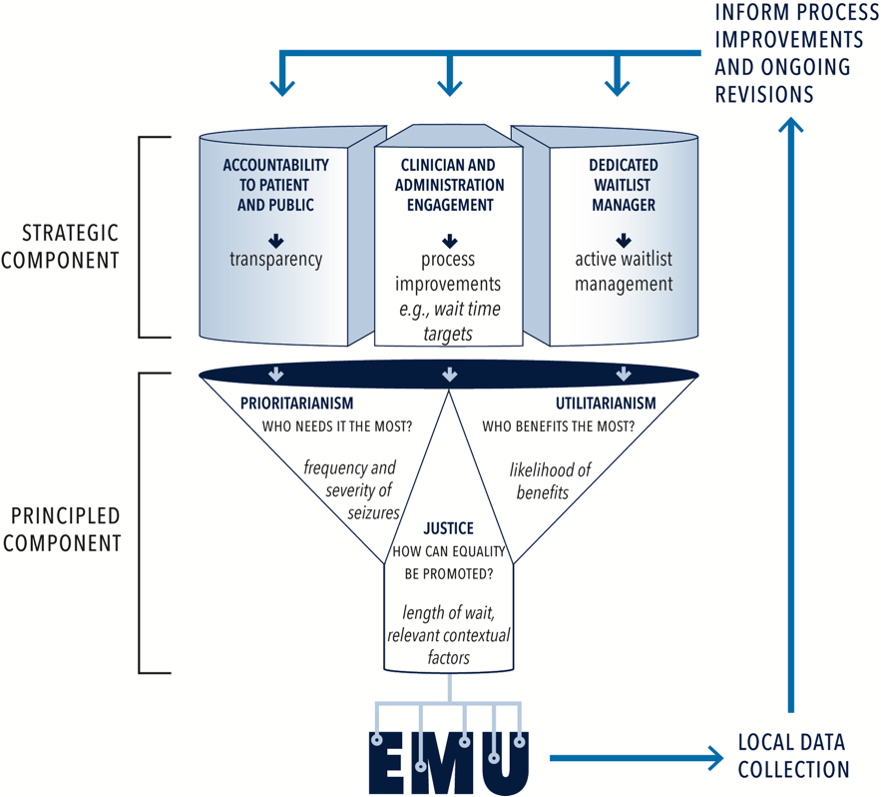 INFORM PROCESS
IMPROVEMENTS
AND ONGOING
REVISIONS
STRATEGIC
COMPONENT
ACCOUNTABILITY
TO PATIENT
AND PUBLIC
transparency
CLINICIAN AND
ADMINISTRATION
ENGAGEMENT
process
improvements
e.g., wait time
targets
DEDICATED
WAITLIST
MANAGER
active waitlist
management
PRINCIPLED
COMPONENT
PRIORITARIANISM
WHO NEEDS IT THE MOST?
frequency and
severity of
seizures
UTILITARIANISM
WHO BENEFITS THE MOST?
likelihood of
benefits
JUSTICE
HOW CAN EQUALITY
BE PROMOTED?
length of wait,
relevant contextual
factors
EMU
LOCAL DATA
COLLECTION